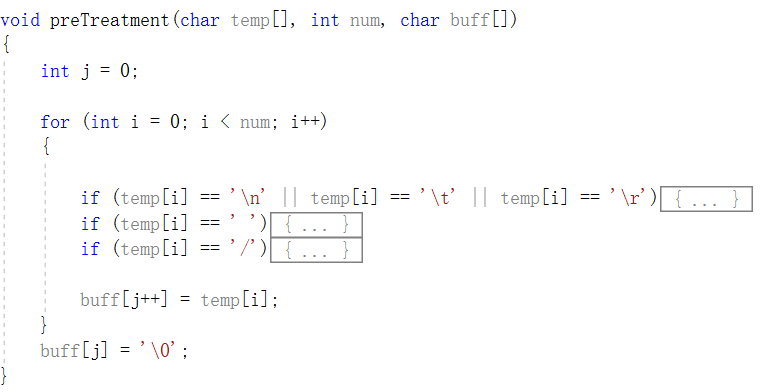 void preTreatment(char temp[], int num, char buff[])
{
int j = 0;
for (int i = 0; i < num; i++)
{
if (temp[i] == '\n' || temp[i] == '\t' || temp[i] == '\r'){ ... }
if (temp[i] == ' '){ ... }
if (temp[i] == '/'){ ... }
buff[j++] = temp[i];
}
buff[j] = '\0';
}